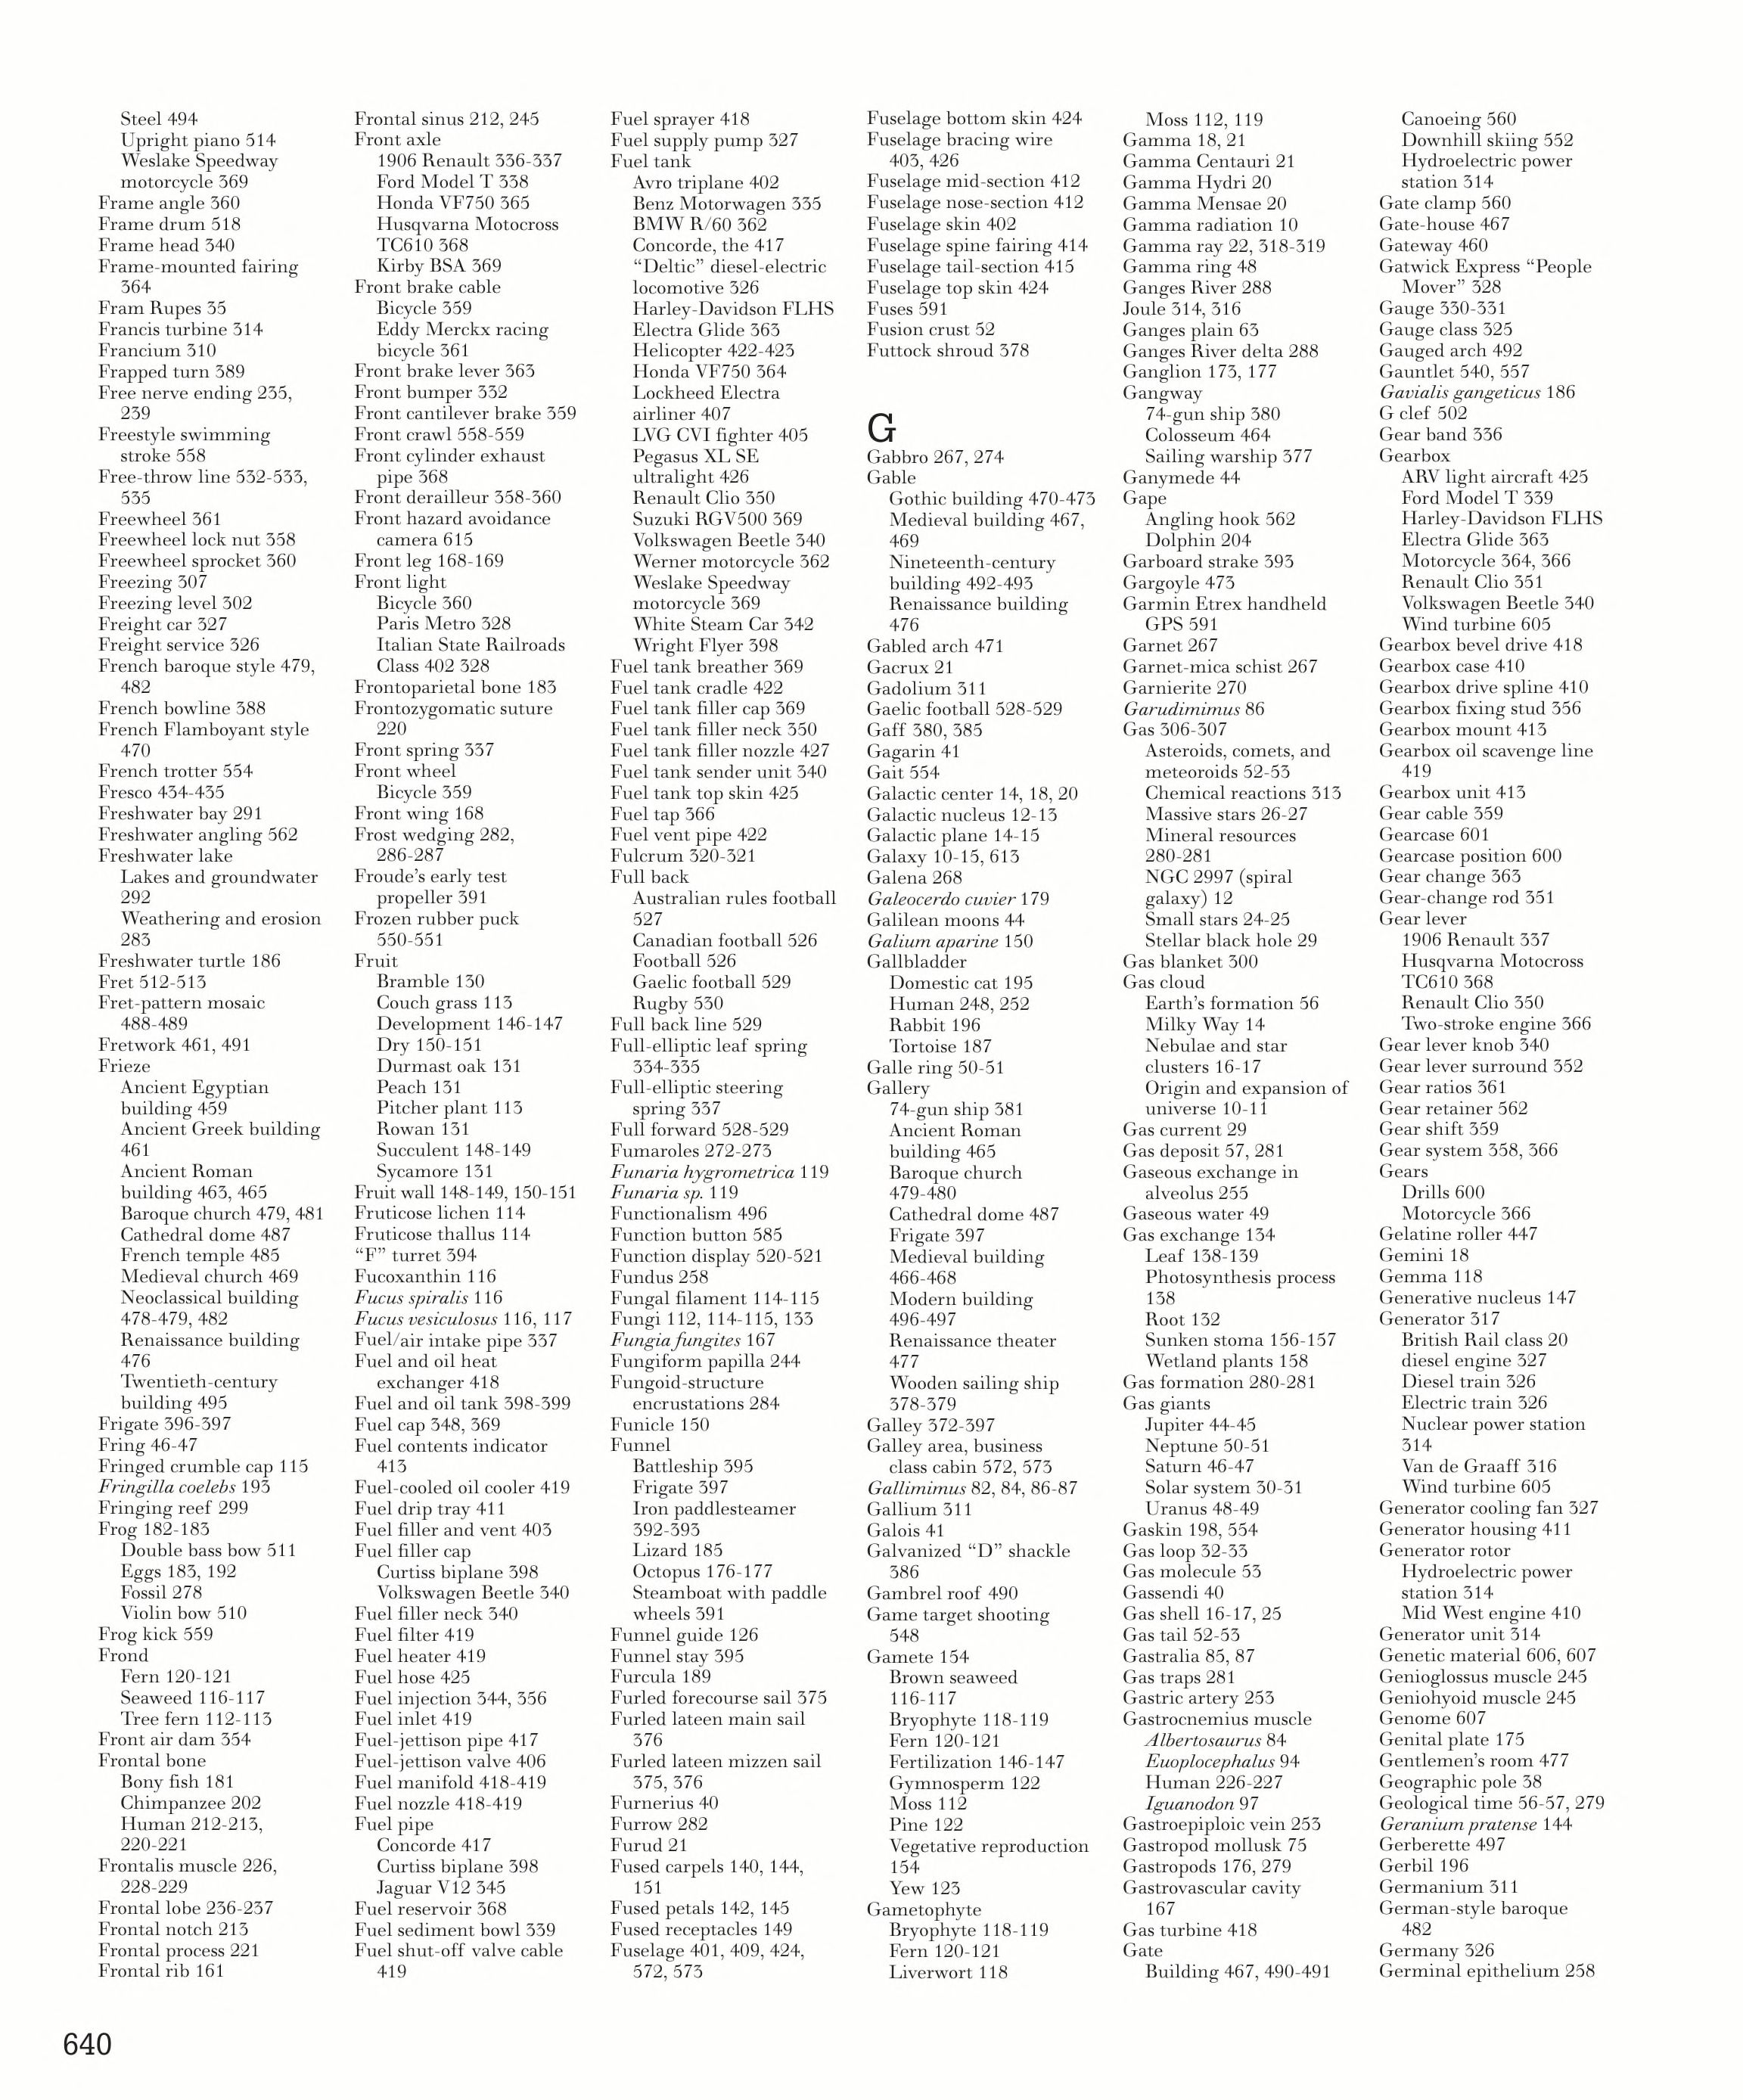 Steel 494
Upright piano 514
Weslake Speedway
motorcycle 369
Frame angle 360
Frame drum 518
Frame head 340
Frame-mounted fairing
364
Fram Rupes 35
Francis turbine 314
Francium 310
Frapped turn 389
Free nerve ending 235,
239
Freestyle swimming
stroke 558
Free-throw line 532-533,
535
Freewheel 361
Freewheel lock nut 358
Freewheel sprocket 360
Freezing 307
Freezing level 302
Freight car 327
Freight service 326
French baroque style 479,
482
French bowline 388
French Flamboyant style
470
French trotter 554
Fresco 434-435
Freshwater bay 291
Freshwater angling 562
Freshwater lake
Lakes and groundwater
292
Weathering and erosion
283
Freshwater turtle 186
Fret 512-513
Fret-pattern mosaic
488-489
Fretwork 461, 491
Frieze
Ancient Egyptian
building 459
Ancient Greek building
461
Ancient Roman
building 463, 465
Baroque church 479, 481
Cathedral dome 487
French temple 485
Medieval church 469
Neoclassical building
478-479, 482
Renaissance building
476
Twentieth-century
building 495
Frigate 396-397
Fring 46-47
Fringed crumble cap 115
Fringilla coelebs 193
Fringing reef 299
Frog 182-183
Double bass bow 511
Eggs 183, 192
Fossil 278
Violin bow 510
Frog kick 559
Frond
Fern 120-121
Seaweed 116-117
Tree fern 112-113
Front air dam 354
Frontal bone
Bony fish 181
Chimpanzee 202
Human 212-213,
220-221
Frontalis muscle 226,
228-229
Frontal lobe 236-237
Frontal notch 213
Frontal process 221
Frontal rib 161
Frontal sinus 212, 245
Front axle
1906 Renault 336-337
Ford Model T 338
Honda VF750 365
Husqvarna Motocross
TC610 368
Kirby BSA 369
Front brake cable
Bicycle 359
Eddy Merckx racing
bicycle 361
Front brake lever 363
Front bumper 332
Front cantilever brake 359
Front crawl 558-559
Front cylinder exhaust
pipe 368
Front derailleur 358-360
Front hazard avoidance
camera 615
Front leg 168-169
Front light
Bicycle 360
Paris Metro 328
Italian State Railroads
Class 402 328
Frontoparietal bone 183
Frontozygomatic suture
220
Front spring 337
Front wheel
Bicycle 359
Front wing 168
Frost wedging 282,
286-287
Froude's early test
propeller 391
Frozen rubber puck
550-551
Fruit
Bramble 130
Couch grass 113
Development 146-147
Dry 150-151
Durmast oak 131
Peach 131
Pitcher plant 113
Rowan 131
Succulent 148-149
Sycamore 131
Fruit wall 148-149, 150-151
Fruticose lichen 114
Fruticose thallus 114
“F” turret 394
Fucoxanthin 116
Fucus spiralis 116
Fucus vesiculosus 116, 117
Fuel/air intake pipe 337
Fuel and oil heat
exchanger 418
Fuel and oil tank 398-399
Fuel cap 348, 369
Fuel contents indicator
413
Fuel-cooled oil cooler 419
Fuel drip tray 411
Fuel filler and vent 403
Fuel filler cap
Curtiss biplane 398
Volkswagen Beetle 340
Fuel filler neck 340
Fuel filter 419
Fuel heater 419
Fuel hose 425
Fuel injection 344, 356
Fuel inlet 419
Fuel-jettison pipe 417
Fuel-jettison valve 406
Fuel manifold 418-419
Fuel nozzle 418-419
Fuel pipe
Concorde 417
Curtiss biplane 398
Jaguar V12 345
Fuel reservoir 368
Fuel sediment bowl 339
Fuel shut-off valve cable
419
Fuel sprayer 418
Fuel supply pump 327
Fuel tank
Avro triplane 402
Benz Motorwagen 335
BMW R/60 362
Concorde, the 417
“Deltic” diesel-electric
locomotive 326
Harley-Davidson FLHS
Electra Glide 363
Helicopter 422-423
Honda VF750 364
Lockheed Electra
airliner 407
LVG CVI fighter 405
Pegasus XL SE
ultralight 426
Renault Clio 350
Suzuki RGV500 369
Volkswagen Beetle 340
Werner motorcycle 362
Weslake Speedway
motorcycle 369
White Steam Car 342
Wright Flyer 398
Fuel tank breather 369
Fuel tank cradle 422
Fuel tank filler cap 369
Fuel tank filler neck 350
Fuel tank filler nozzle 427
Fuel tank sender unit 340
Fuel tank top skin 425
Fuel tap 366
Fuel vent pipe 422
Fulcrum 320-321
Full back
Australian rules football
527
Canadian football 526
Football 526
Gaelic football 529
Rugby 530
Full back line 529
Full-elliptic leaf spring
334-335
Full-elliptic steering
spring 337
Full forward 528-529
Fumaroles 272-273
Funaria hygrometrica 119
Funaria sp. 119
Functionalism 496
Function button 585
Function display 520-521
Fundus 258
Fungal filament 114-115
Fungi 112, 114-115, 133
Fungia fungites 167
Fungiform papilla 244
Fungoid-structure
encrustations 284
Funicle 150
Funnel
Battleship 395
Frigate 397
Iron paddlesteamer
392-393
Lizard 185
Octopus 176-177
Steamboat with paddle
wheels 391
Funnel guide 126
Funnel stay 395
Furcula 189
Furled forecourse sail 375
Furled lateen main sail
376
Furled lateen mizzen sail
375, 376
Furnerius 40
Furrow 282
Furud 21
Fused carpels 140, 144,
151
Fused petals 142, 145
Fused receptacles 149
Fuselage 401, 409, 424,
572, 573
Fuselage bottom skin 424
Fuselage bracing wire
403, 426
Fuselage mid-section 412
Fuselage nose-section 412
Fuselage skin 402
Fuselage spine fairing 414
Fuselage tail-section 415
Fuselage top skin 424
Fuses 591
Fusion crust 52
Futtock shroud 378
G
Gabbro 267, 274
Gable
Gothic building 470-473
Medieval building 467,
469
Nineteenth-century
building 492-493
Renaissance building
476
Gabled arch 471
Gacrux 21
Gadolium 311
Gaelic football 528-529
Gaff 380, 385
Gagarin 41
Gait 554
Galactic center 14, 18, 20
Galactic nucleus 12-13
Galactic plane 14-15
Galaxy 10-15, 613
Galena 268
Galeocerdo cuvier 179
Galilean moons 44
Galium aparine 150
Gallbladder
Domestic cat 195
Human 248, 252
Rabbit 196
Tortoise 187
Galle ring 50-51
Gallery
74-gun ship 381
Ancient Roman
building 465
Baroque church
479-480
Cathedral dome 487
Frigate 397
Medieval building
466-468
Modern building
496-497
Renaissance theater
477
Wooden sailing ship
378-379
Galley 372-397
Galley area, business
class cabin 572, 573
Gallimimus 82, 84, 86-87
Gallium 311
Galois 41
Galvanized “D” shackle
386
Gambrel roof 490
Game target shooting
548
Gamete 154
Brown seaweed
116-117
Bryophyte 118-119
Fern 120-121
Fertilization 146-147
Gymnosperm 122
Moss 112
Pine 122
Vegetative reproduction
154
Yew 123
Gametophyte
Bryophyte 118-119
Fern 120-121
Liverwort 118
Moss 112, 119
Gamma 18, 21
Gamma Centauri 21
Gamma Hydri 20
Gamma Mensae 20
Gamma radiation 10
Gamma ray 22, 318-319
Gamma ring 48
Ganges River 288
Joule 314, 316
Ganges plain 63
Ganges River delta 288
Ganglion 173, 177
Gangway
74-gun ship 380
Colosseum 464
Sailing warship 377
Ganymede 44
Gape
Angling hook 562
Dolphin 204
Garboard strake 393
Gargoyle 473
Garmin Etrex handheld
GPS 591
Garnet 267
Garnet-mica schist 267
Garnierite 270
Garudimimus 86
Gas 306-307
Asteroids, comets, and
meteoroids 52-53
Chemical reactions 313
Massive stars 26-27
Mineral resources
280-281
NGC 2997 (spiral
galaxy) 12
Small stars 24-25
Stellar black hole 29
Gas blanket 300
Gas cloud
Earth's formation 56
Milky Way 14
Nebulae and star
clusters 16-17
Origin and expansion of
universe 10-11
Gas current 29
Gas deposit 57, 281
Gaseous exchange in
alveolus 255
Gaseous water 49
Gas exchange 134
Leaf 138-139
Photosynthesis process
138
Root 132
Sunken stoma 156-157
Wetland plants 158
Gas formation 280-281
Gas giants
Jupiter 44-45
Neptune 50-51
Saturn 46-47
Solar system 30-31
Uranus 48-49
Gaskin 198, 554
Gas loop 32-33
Gas molecule 53
Gassendi 40
Gas shell 16-17, 25
Gas tail 52-53
Gastralia 85, 87
Gas traps 281
Gastric artery 253
Gastrocnemius muscle
Albertosaurus 84
Euoplocephalus 94
Human 226-227
Iguanodon 97
Gastroepiploic vein 253
Gastropod mollusk 75
Gastropods 176, 279
Gastrovascular cavity
167
Gas turbine 418
Gate
Building 467, 490-491
Canoeing 560
Downhill skiing 552
Hydroelectric power
station 314
Gate clamp 560
Gate-house 467
Gateway 460
Gatwick Express “People
Mover” 328
Gauge 330-331
Gauge class 325
Gauged arch 492
Gauntlet 540, 557
Gavialis gangeticus 186
G clef 502
Gear band 336
Gearbox
ARV light aircraft 425
Ford Model T 339
Harley-Davidson FLHS
Electra Glide 363
Motorcycle 364, 366
Renault Clio 351
Volkswagen Beetle 340
Wind turbine 605
Gearbox bevel drive 418
Gearbox case 410
Gearbox drive spline 410
Gearbox fixing stud 356
Gearbox mount 413
Gearbox oil scavenge line
419
Gearbox unit 413
Gear cable 359
Gearcase 601
Gearcase position 600
Gear change 363
Gear-change rod 351
Gear lever
1906 Renault 337
Husqvarna Motocross
TC610 368
Renault Clio 350
Two-stroke engine 366
Gear lever knob 340
Gear lever surround 352
Gear ratios 361
Gear retainer 562
Gear shift 359
Gear system 358, 366
Gears
Drills 600
Motorcycle 366
Gelatine roller 447
Gemini 18
Gemma 118
Generative nucleus 147
Generator 317
British Rail class 20
diesel engine 327
Diesel train 326
Electric train 326
Nuclear power station
314
Van de Graaff 316
Wind turbine 605
Generator cooling fan 327
Generator housing 411
Generator rotor
Hydroelectric power
station 314
Mid West engine 410
Generator unit 314
Genetic material 606, 607
Genioglossus muscle 245
Geniohyoid muscle 245
Genome 607
Genital plate 175
Gentlemen's room 477
Geographic pole 38
Geological time 56-57, 279
Geranium pratense 144
Gerberette 497
Gerbil 196
Germanium 311
German-style baroque
482
Germany 326
Germinal epithelium 258
640